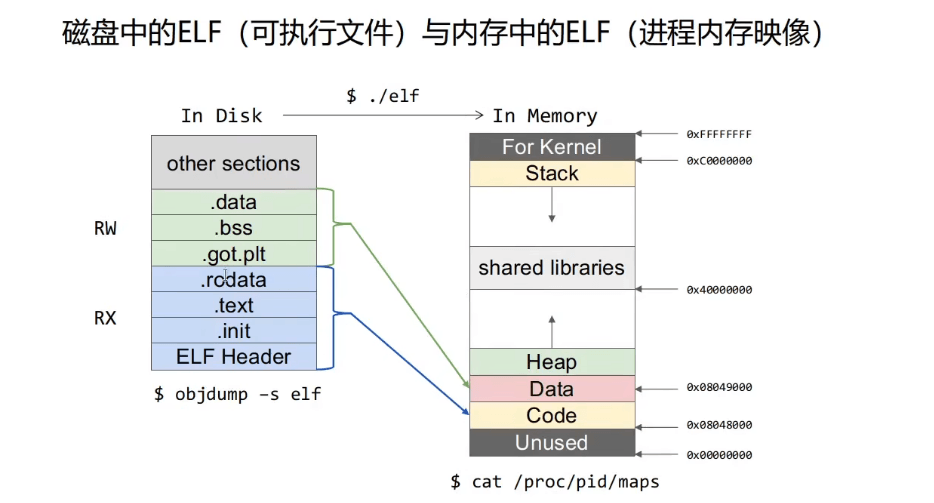 磁盘中的ELF（可执行文件）与内存中的ELF（进程内存映像）
$ ./elf
In Disk
In Memory
other sections
.data
.bss
.got.plt
.rodata
.text
.init
ELF Header
RW
RX
$ objdump –s elf
For Kernel
Stack
shared libraries
Heap
Data
Code
Unused
0xFFFFFFFF
0xC0000000
0x40000000
0x08049000
0x08048000
0x00000000
$ cat /proc/pid/maps